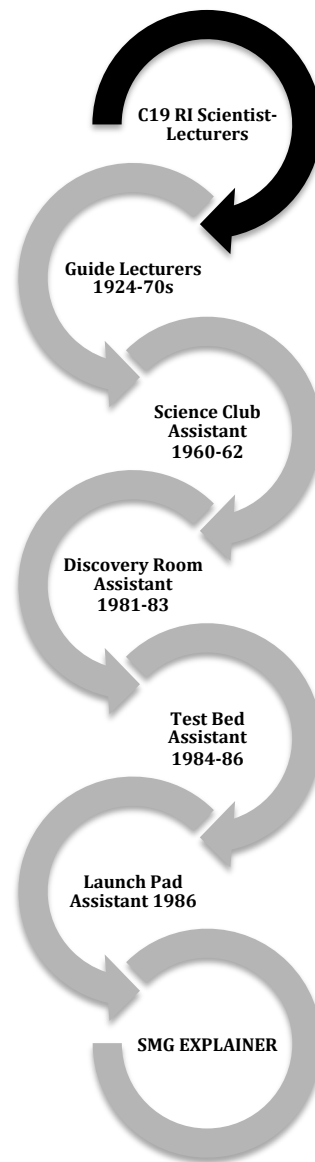 C19 RI Scientist-
Lecturers
Guide Lecturers
1924-70s
Science Club
Assistant
1960-62
Discovery Room
Assistant
1981-83
Test Bed
Assistant
1984-86
Launch Pad
Assistant 1986
SMG EXPLAINER